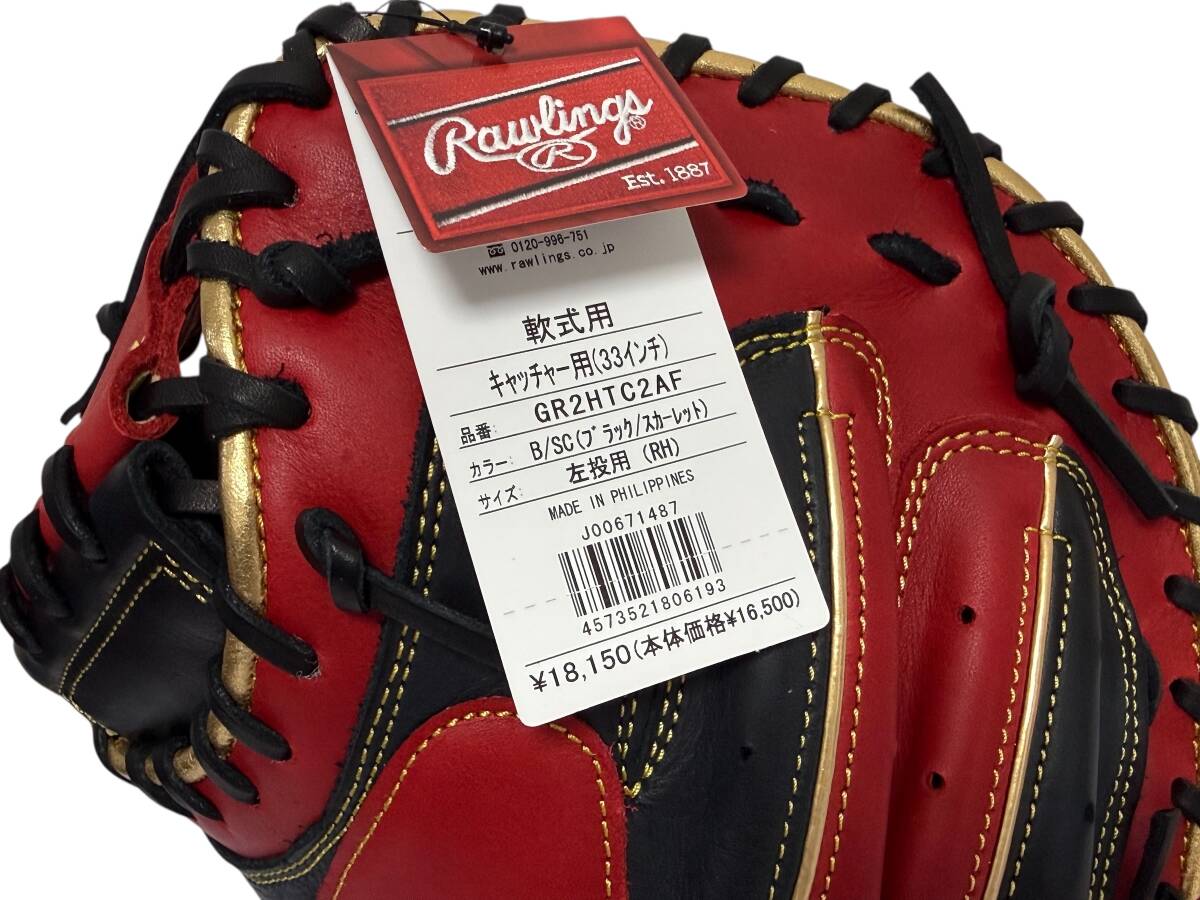 Rawlings
R
Est. 1887
0120-996-751
www.rawlings.co.jp
軟式用
キャッチャー用(33インチ)
品番: GR2HTC2AF
カラー: B/SC(ブラック/スカーレット)
サイズ: 左投用 (RH)
MADE IN PHILIPPINES
J00671487
4573521806193
¥18,150(本体価格¥16,500)